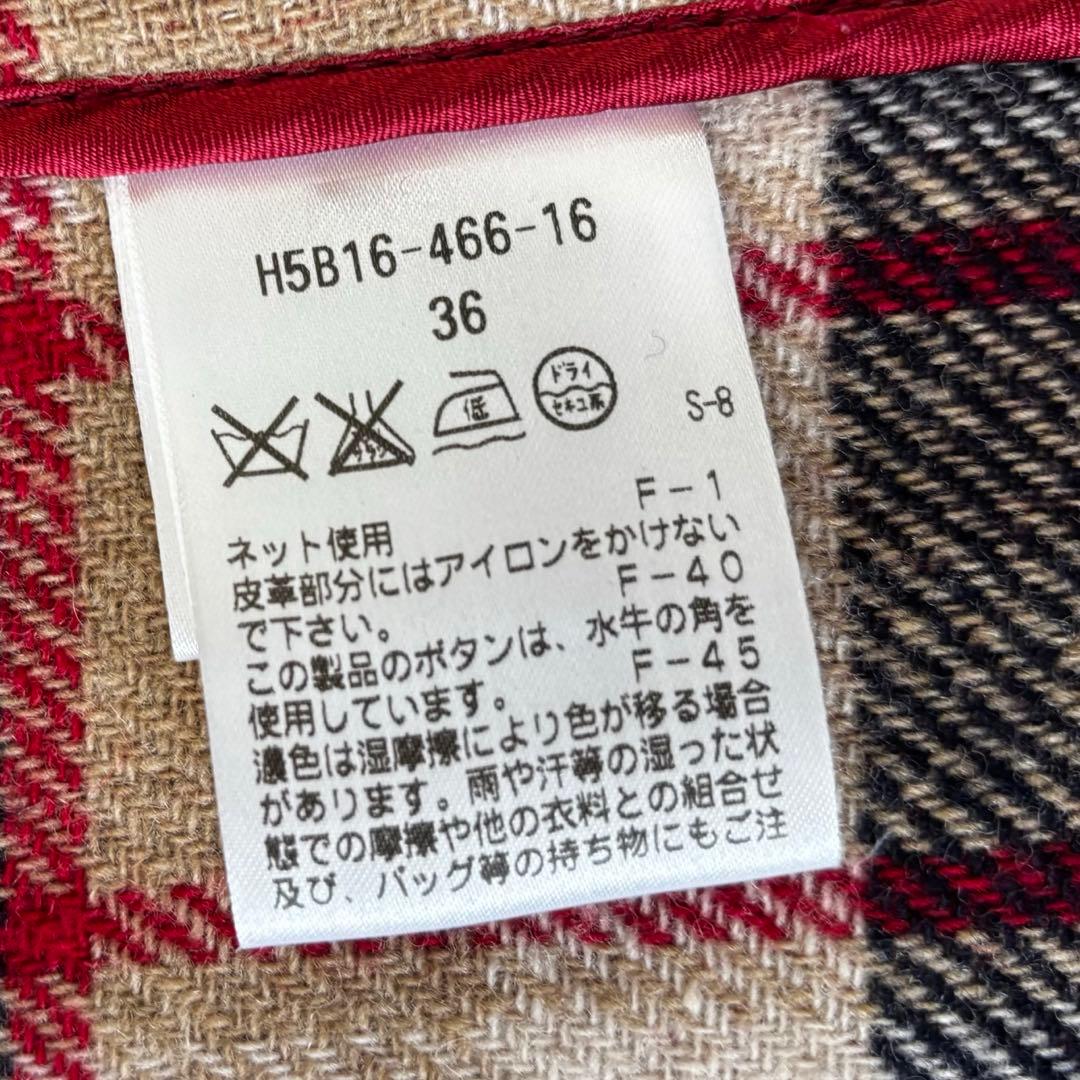 H5B16-466-16
36
エンソ
サラシ
低
ドライ
セキユ系
S-8
F-1
ネット使用
皮革部分にはアイロンをかけない
F-40
で下さい。
この製品のボタンは、水牛の角を
F-45
使用しています。
濃色は湿摩擦により色が移る場合
があります。雨や汗等の湿った状
態での摩擦や他の衣料との組合せ
及び、バッグ等の持ち物にもご注